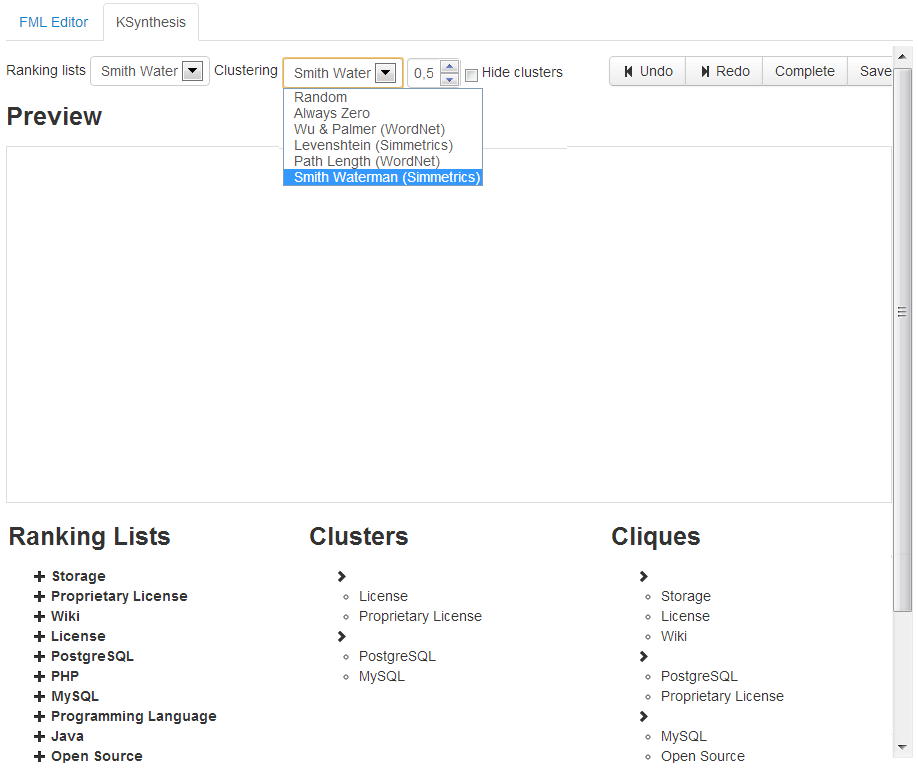 FML Editor KSynthesis
Ranking lists Smith Water Clustering Smith Water 0,5 Hide clusters Undo Redo Complete Save
Random
Always Zero
Wu & Palmer (WordNet)
Levenshtein (Simmetrics)
Path Length (WordNet)
Smith Waterman (Simmetrics)
Preview
Ranking Lists
Storage
Proprietary License
Wiki
License
PostgreSQL
PHP
MySQL
Programming Language
Java
Open Source
Clusters
License
Proprietary License
PostgreSQL
MySQL
Cliques
Storage
License
Wiki
PostgreSQL
Proprietary License
MySQL
Open Source